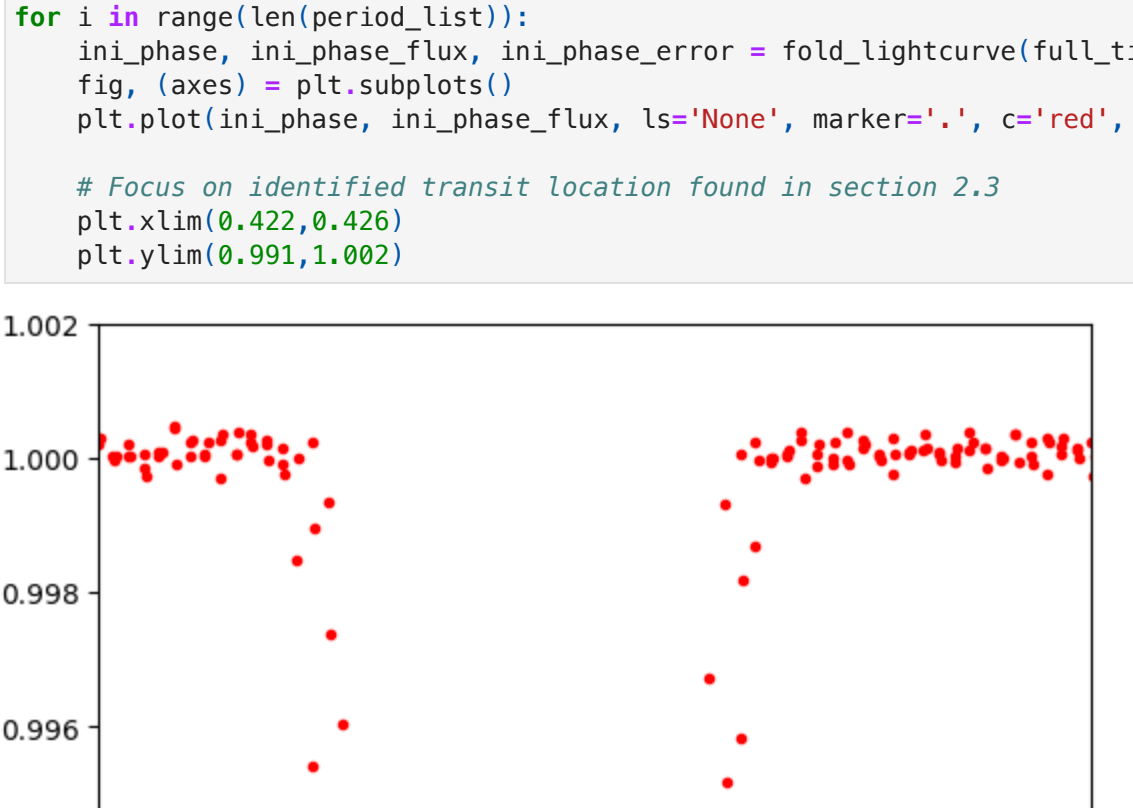 for i in range(len(period_list)):
    ini_phase, ini_phase_flux, ini_phase_error = fold_lightcurve(full_ti
    fig, (axes) = plt.subplots()
    plt.plot(ini_phase, ini_phase_flux, ls='None', marker='.', c='red',
    # Focus on identified transit location found in section 2.3
    plt.xlim(0.422,0.426)
    plt.ylim(0.991,1.002)
1.002
1.000
0.998
0.996